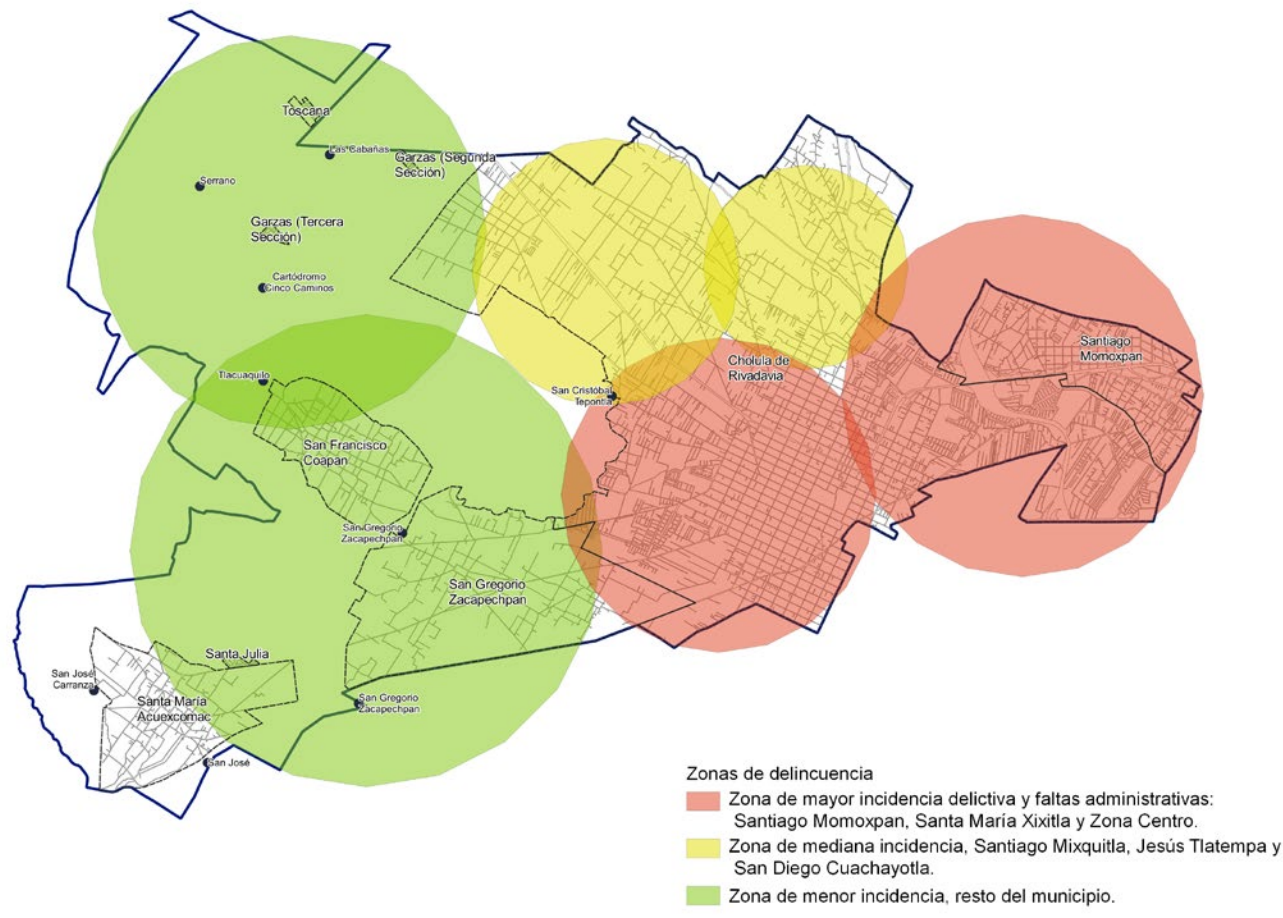 Toscana
Las Cabañas
Garzas (Segunda
Sección)
Serrano
Garzas (Tercera
Sección)
Cartódromo
Cinco Caminos
Tlacuaquilo
San Francisco
Coapan
San Cristóbal
Tepontla
Cholula de
Rivadavia
Santiago
Momoxpan
San Gregorio
Zacapechpan
San Gregorio
Zacapechpan
Santa Julia
San José
Carranza
Santa María
Acuexcomac
San Gregorio
Zacapechpan
San José
Zonas de delincuencia
Zona de mayor incidencia delictiva y faltas administrativas:
Santiago Momoxpan, Santa María Xixitla y Zona Centro.
Zona de mediana incidencia, Santiago Mixquitla, Jesús Tlatempa y
San Diego Cuachayotla.
Zona de menor incidencia, resto del municipio.